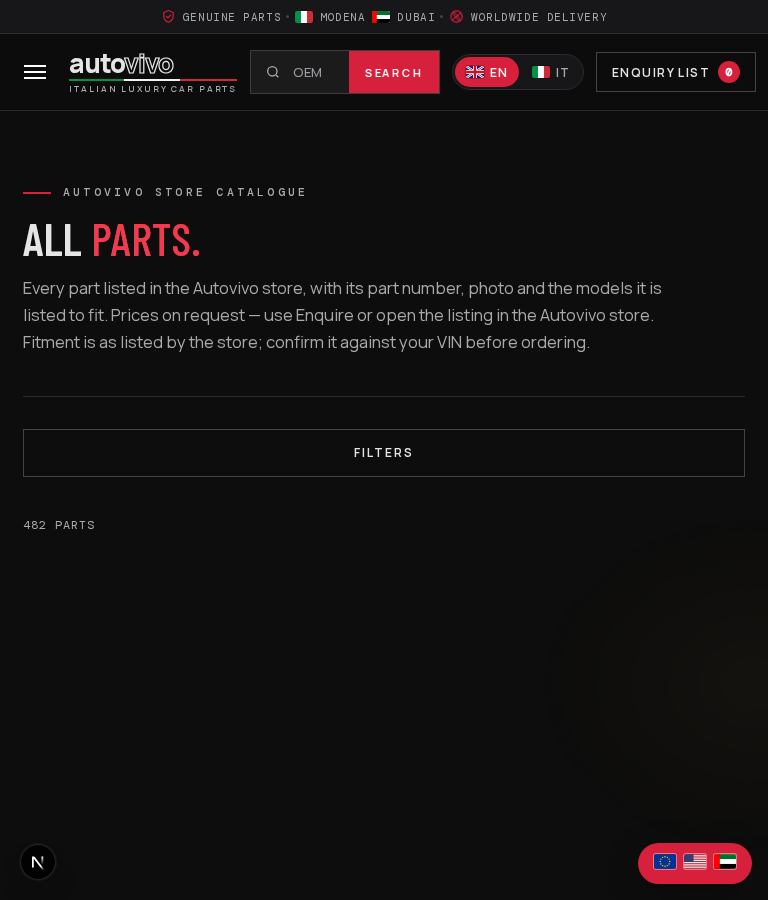 GENUINE PARTS • MODENA DUBAI • WORLDWIDE DELIVERY
autovivo
ITALIAN LUXURY CAR PARTS
OEM
SEARCH
EN
IT
ENQUIRY LIST 0
AUTOVIVO STORE CATALOGUE
ALL PARTS.
Every part listed in the Autovivo store, with its part number, photo and the models it is
listed to fit. Prices on request — use Enquire or open the listing in the Autovivo store.
Fitment is as listed by the store; confirm it against your VIN before ordering.
FILTERS
482 PARTS
N